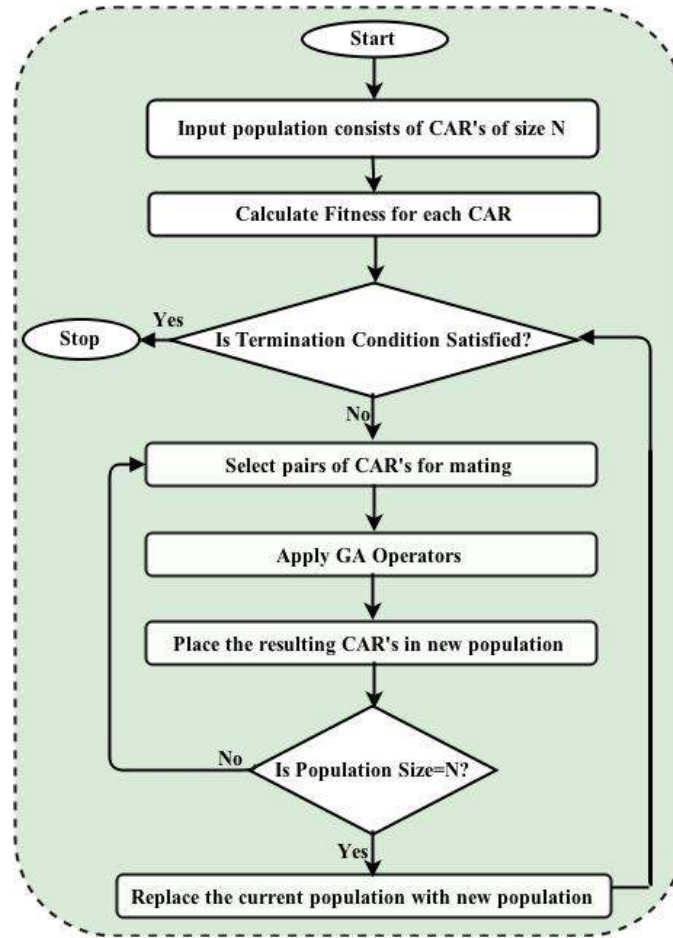 Start
Input population consists of CAR's of size N
Calculate Fitness for each CAR
Yes
Stop
Is Termination Condition Satisfied?
No
Select pairs of CAR's for mating
Apply GA Operators
Place the resulting CAR's in new population
No
Is Population Size=N?
Yes
Replace the current population with new population